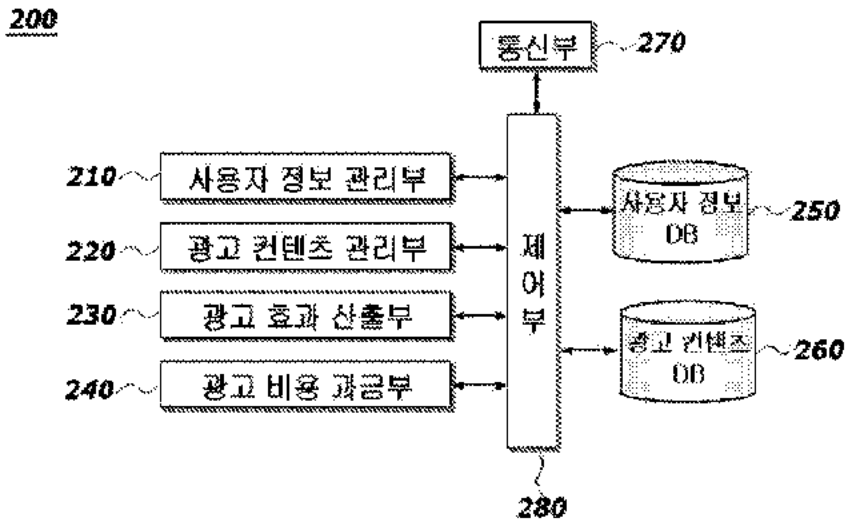 200
통신부
270
210
사용자 정보 관리부
220
광고 컨텐츠 관리부
230
광고 효과 산출부
240
광고 비용 과금부
제
어
부
280
사용자 정보
DB
250
광고 컨텐츠
DB
260